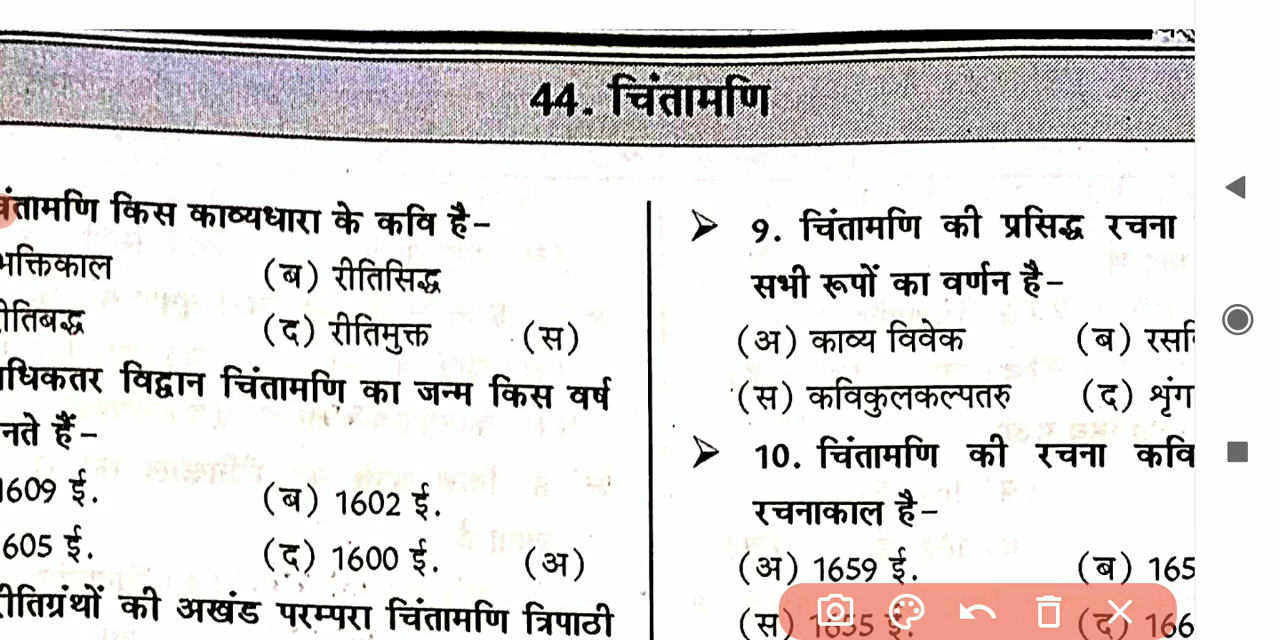 44. चिंतामणि
चिंतामणि किस काव्यधारा के कवि है-
भक्तिकाल (ब) रीतिसिद्ध
रीतिबद्ध (द) रीतिमुक्त (स)
धिकतर विद्वान चिंतामणि का जन्म किस वर्ष
नते हैं-
1609 ई. (ब) 1602 ई.
605 ई. (द) 1600 ई. (अ)
रीतिग्रंथों की अखंड परम्परा चिंतामणि त्रिपाठी
➢ 9. चिंतामणि की प्रसिद्ध रचना
सभी रूपों का वर्णन है-
(अ) काव्य विवेक (ब) रसि
(स) कविकुलकल्पतरु (द) शृंग
➢ 10. चिंतामणि की रचना कवि
रचनाकाल है-
(अ) 1659 ई. (ब) 165
(स) 1655 ई. (द) 166